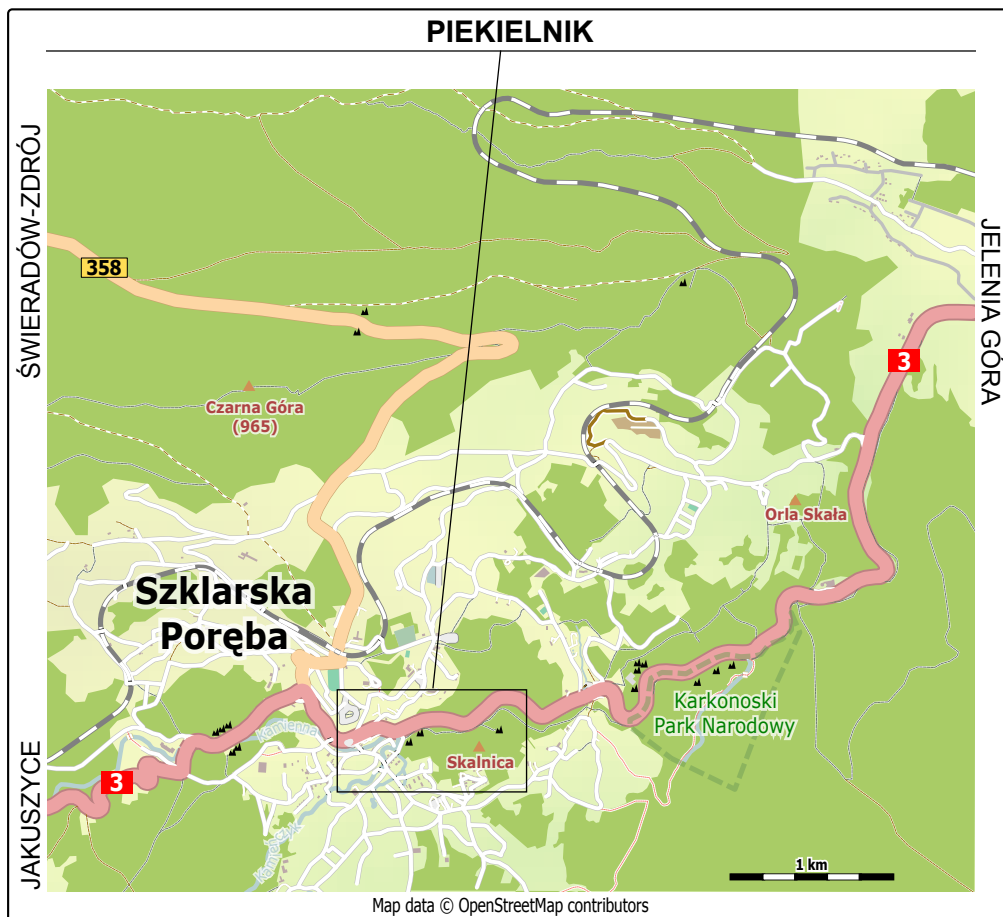 PIEKIELNIK
ŚWIERADÓW-ZDRÓJ
JELENIA GÓRA
358
3
Czarna Góra
(965)
Orla Skała
Szklarska
Poręba
Karkonoski
Park Narodowy
Kamienna
Skalnica
JAKUSZYCE
3
Kamieńczyk
1 km
Map data © OpenStreetMap contributors